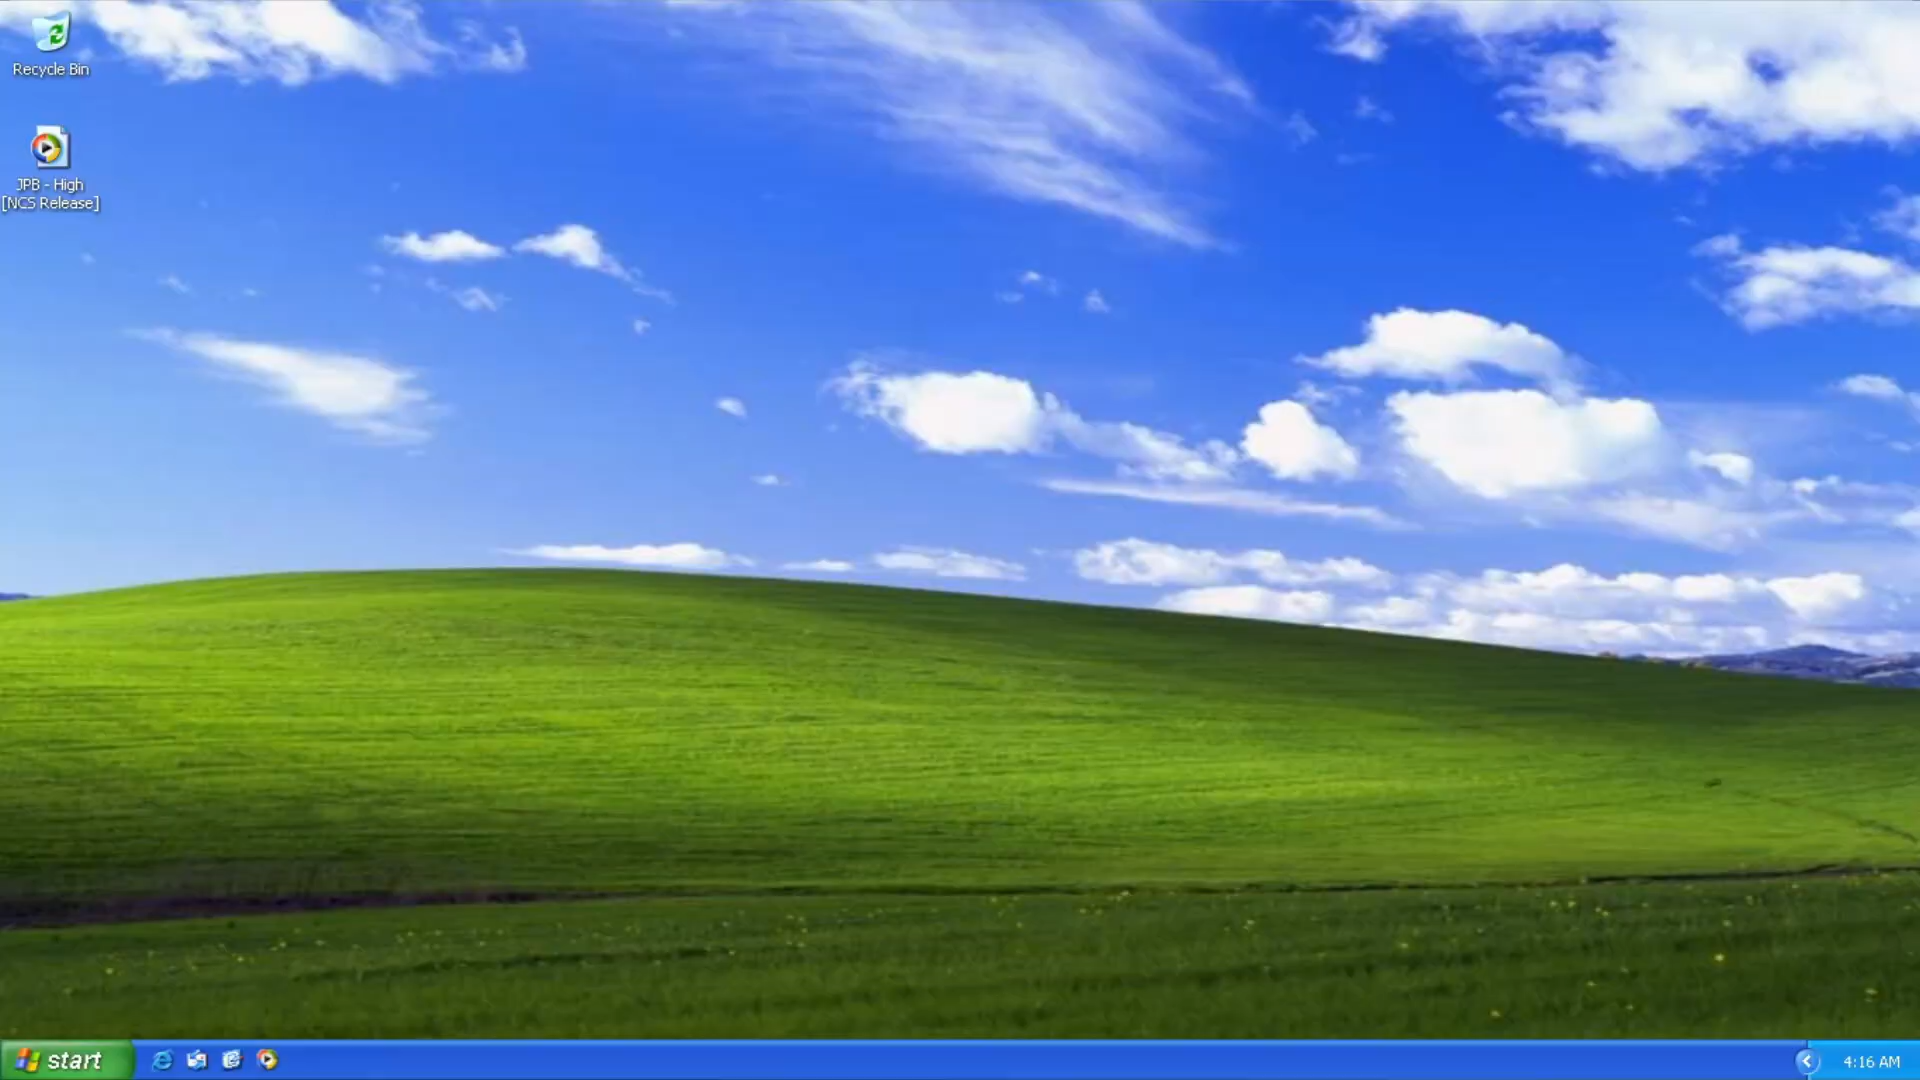 Recycle Bin
JPB - High
[NCS Release]
start
4:16 AM